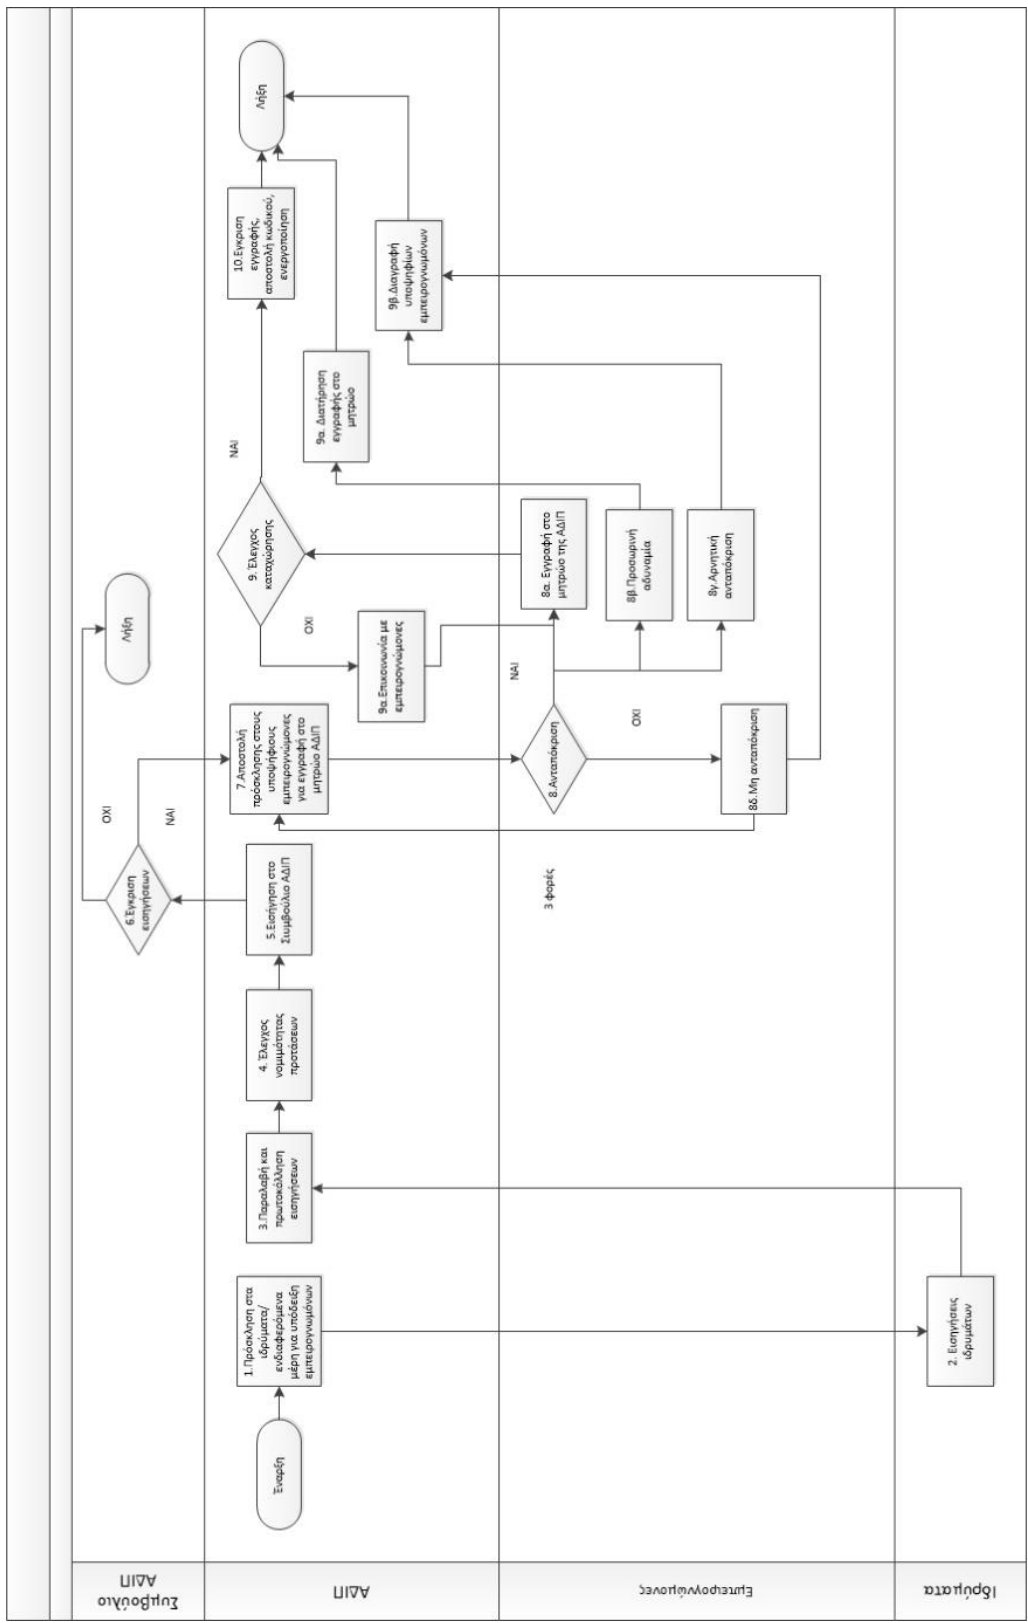 Συμβούλιο
ΑΔΙΠ
ΑΔΙΠ
Εμπειρογνώμονες
Ιδρύματα
Έναρξη
1.Πρόσκληση στα
ιδρύματα/
ενδιαφερόμενα
μέρη για υπόδειξη
εμπειρογνωμόνων
2. Εισηγήσεις
ιδρυμάτων
3.Παραλαβή και
πρωτοκόλληση
εισηγήσεων
4. Έλεγχος
νομιμότητας
προτάσεων
5.Εισήγηση στο
Συμβούλιο ΑΔΙΠ
6.Έγκριση
εισηγήσεων
ΟΧΙ
ΝΑΙ
Λήξη
7.Αποστολή
πρόσκλησης στους
υποψήφιους
εμπειρογνώμονες
για εγγραφή στο
μητρώο ΑΔΙΠ
3 φορές
8.Ανταπόκριση
ΝΑΙ
ΟΧΙ
8δ.Μη ανταπόκριση
8α. Εγγραφή στο
μητρώο της ΑΔΙΠ
8β.Προσωρινή
αδυναμία
8γ.Αρνητική
ανταπόκριση
9. Έλεγχος
καταχώρησης
ΟΧΙ
ΝΑΙ
9α.Επικοινωνία με
εμπειρογνώμονες
9α. Διατήρηση
εγγραφής στο
μητρώο
9β.Διαγραφή
υποψηφίων
εμπειρογνωμόνων
10.Εγκριση
εγγραφής,
αποστολή κωδικού,
ενεργοποίηση
Λήξη